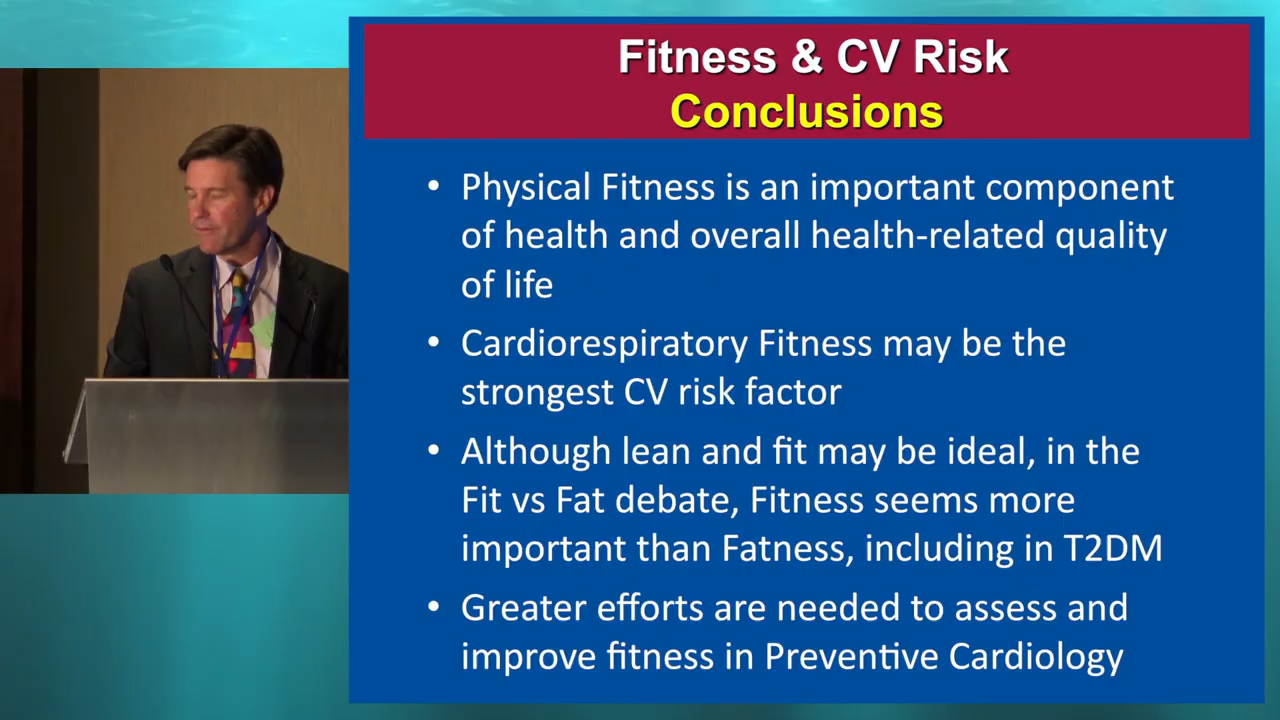 Fitness & CV Risk
Conclusions
• Physical Fitness is an important component
of health and overall health-related quality
of life
• Cardiorespiratory Fitness may be the
strongest CV risk factor
• Although lean and fit may be ideal, in the
Fit vs Fat debate, Fitness seems more
important than Fatness, including in T2DM
• Greater efforts are needed to assess and
improve fitness in Preventive Cardiology